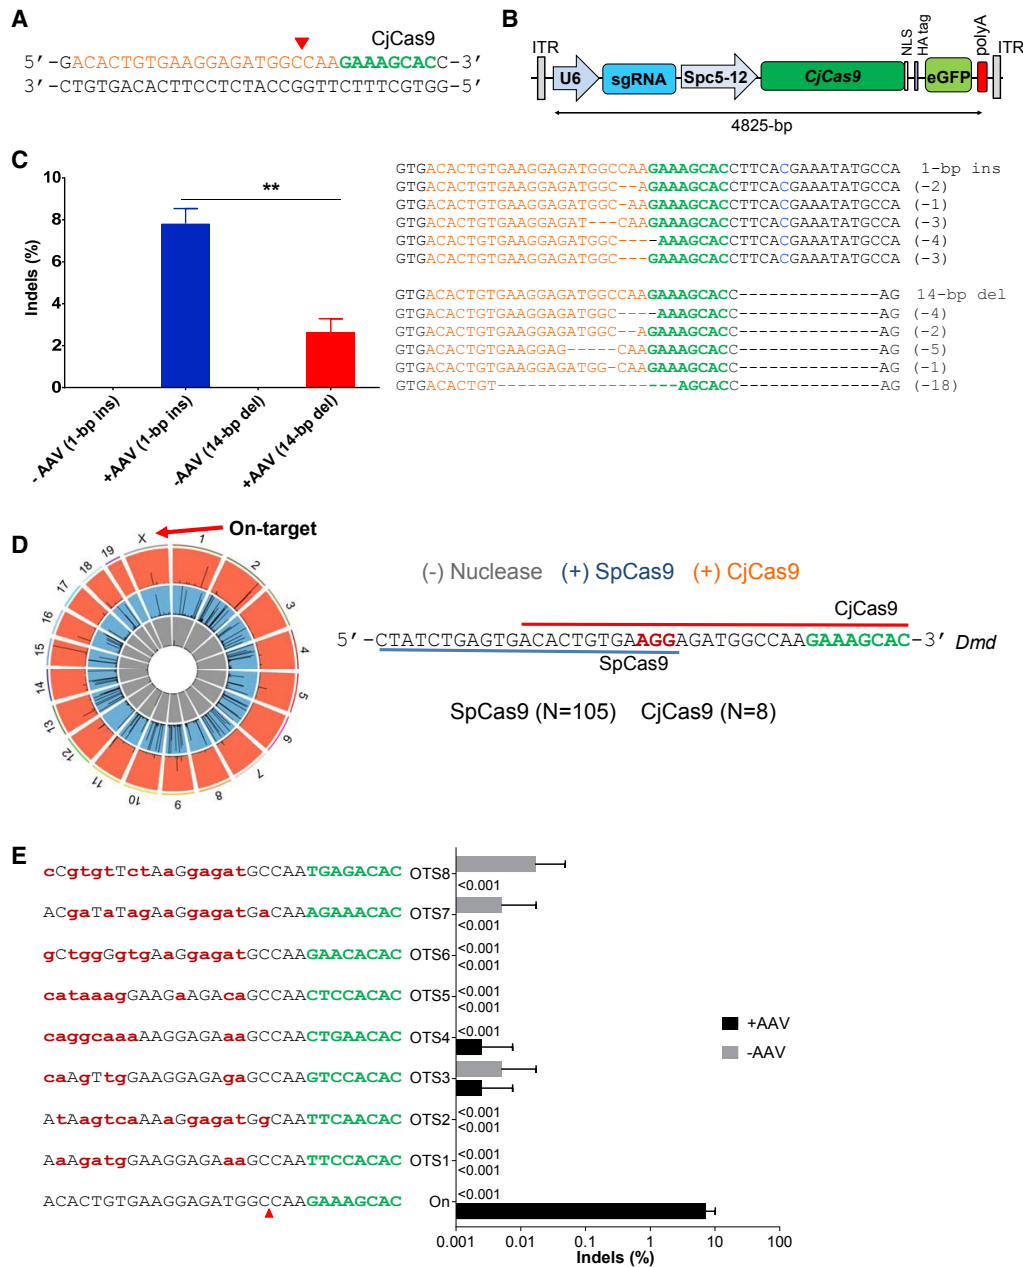 A
CjCas9
5′ -GACACTGTGAAGGAGATGGCCAAGAAAGCACC-3′
3′ -CTGTGACACTTCCTCTACCGGTTCTTTCGTGG-5′
B
ITR
U6
sgRNA
Spc5-12
CjCas9
NLS
HA tag
eGFP
polyA
ITR
4825-bp
C
Indels (%)
10
8
6
4
2
0
**
- AAV (1-bp ins)
+AAV (1-bp ins)
-AAV (14-bp del)
+AAV (14-bp del)
GTGACACTGTGAAGGAGATGGCCAAGAAAGCACCTTCACGAAATATGCCA 1-bp ins
GTGACACTGTGAAGGAGATGGC--AGAAAGCACCTTCACGAAATATGCCA (-2)
GTGACACTGTGAAGGAGATGGC-AAGAAAGCACCTTCACGAAATATGCCA (-1)
GTGACACTGTGAAGGAGAT---CAAGAAAGCACCTTCACGAAATATGCCA (-3)
GTGACACTGTGAAGGAGATGGC----AAAGCACCTTCACGAAATATGCCA (-4)
GTGACACTGTGAAGGAGATGGC---GAAAGCACCTTCACGAAATATGCCA (-3)
GTGACACTGTGAAGGAGATGGCCAAGAAAGCACC--------------AG 14-bp del
GTGACACTGTGAAGGAGATGGC----AAAGCACC--------------AG (-4)
GTGACACTGTGAAGGAGATGGC--AGAAAGCACC--------------AG (-2)
GTGACACTGTGAAGGAG-----CAAGAAAGCACC--------------AG (-5)
GTGACACTGTGAAGGAGATGG-CAAGAAAGCACC--------------AG (-1)
GTGACACTGT------------------AGCACC--------------AG (-18)
D
On-target
X
1
2
3
4
5
6
7
8
9
10
11
12
13
14
15
16
17
18
19
(-) Nuclease (+) SpCas9 (+) CjCas9
CjCas9
5′ -CTATCTGAGTGACACTGTGAAGGAGATGGCCAAGAAAGCAC-3′ Dmd
SpCas9
SpCas9 (N=105) CjCas9 (N=8)
E
cCgtgtTctAaGgagatGCCAATGAGACAC OTS8
<0.001
ACgaTaTagAaGgagatGaCAAAGAAACAC OTS7
<0.001
gCtggGgtgAaGgagatGCCAAGAACACAC OTS6
<0.001
<0.001
cataaagGAAGaAGAcaGCCAACTCCACAC OTS5
<0.001
<0.001
caggcaaaAAGGAGAaaGCCAACTGAACAC OTS4
<0.001
caAgTtgGAAGGAGAgaGCCAAGTCCACAC OTS3
AtAagtcaAAaGgagatGgCAATTCAACAC OTS2
<0.001
<0.001
AaAgatgGAAGGAGAaaGCCAATTCCACAC OTS1
<0.001
<0.001
ACACTGTGAAGGAGATGGCCAAGAAAGCAC On
<0.001
+AAV
-AAV
0.001
0.01
0.1
1
10
100
Indels (%)